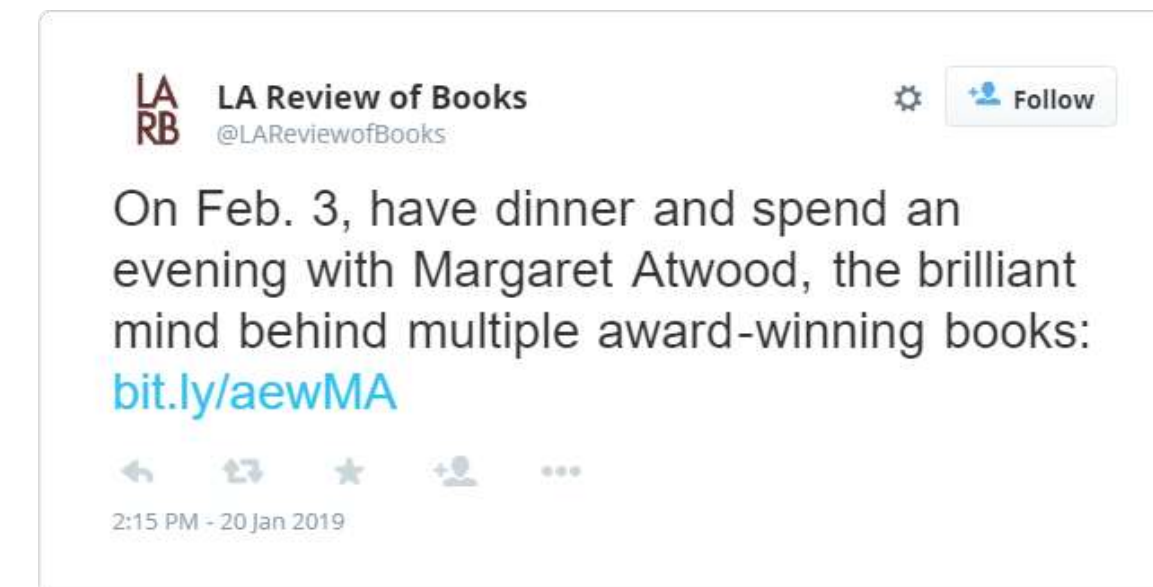 LA
RB
LA Review of Books
@LAReviewofBooks
Follow
On Feb. 3, have dinner and spend an
evening with Margaret Atwood, the brilliant
mind behind multiple award-winning books:
bit.ly/aewMA
2:15 PM - 20 Jan 2019